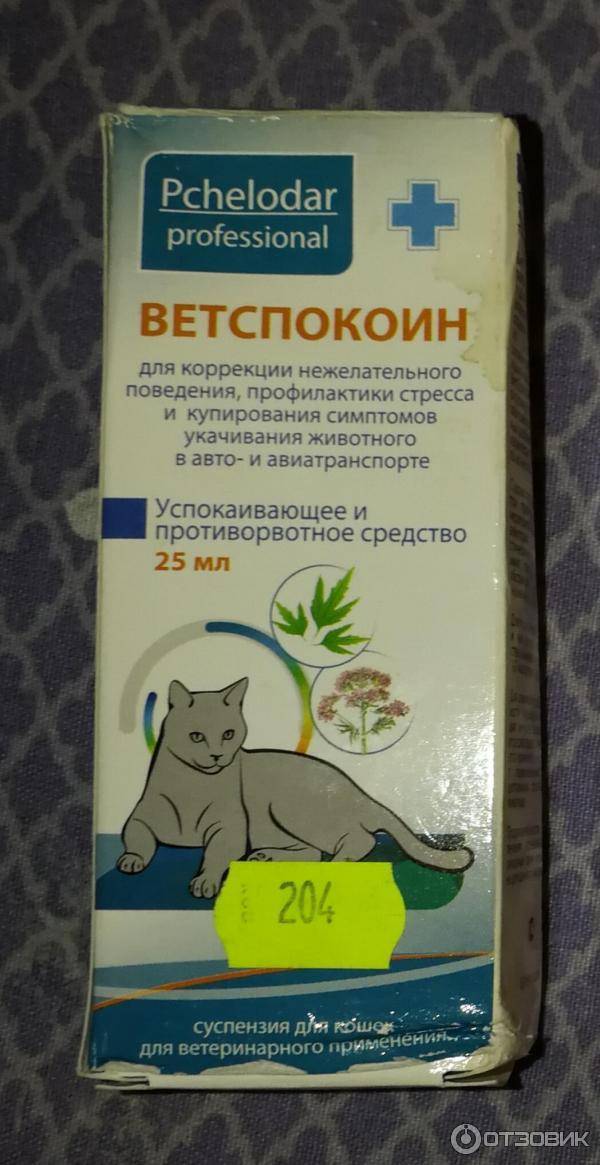 Pchelodar
professional
ВЕТСПОКОИН
для коррекции нежелательного
поведения, профилактики стресса
и купирования симптомов
укачивания животного
в авто- и авиатранспорте
Успокаивающее и
противорвотное средство
25 мл
204
суспензия для кошек
для ветеринарного применения
ОТЗОВИК